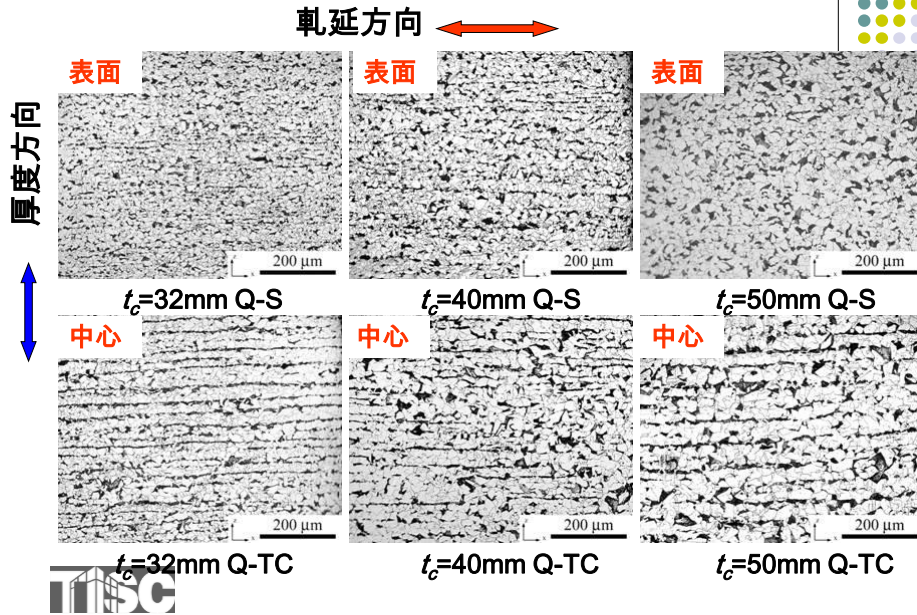 軋延方向
厚度方向
表面
表面
表面
200 μm
200 μm
200 μm
tc=32mm Q-S
tc=40mm Q-S
tc=50mm Q-S
中心
中心
中心
200 μm
200 μm
200 μm
tc=32mm Q-TC
tc=40mm Q-TC
tc=50mm Q-TC
TISC